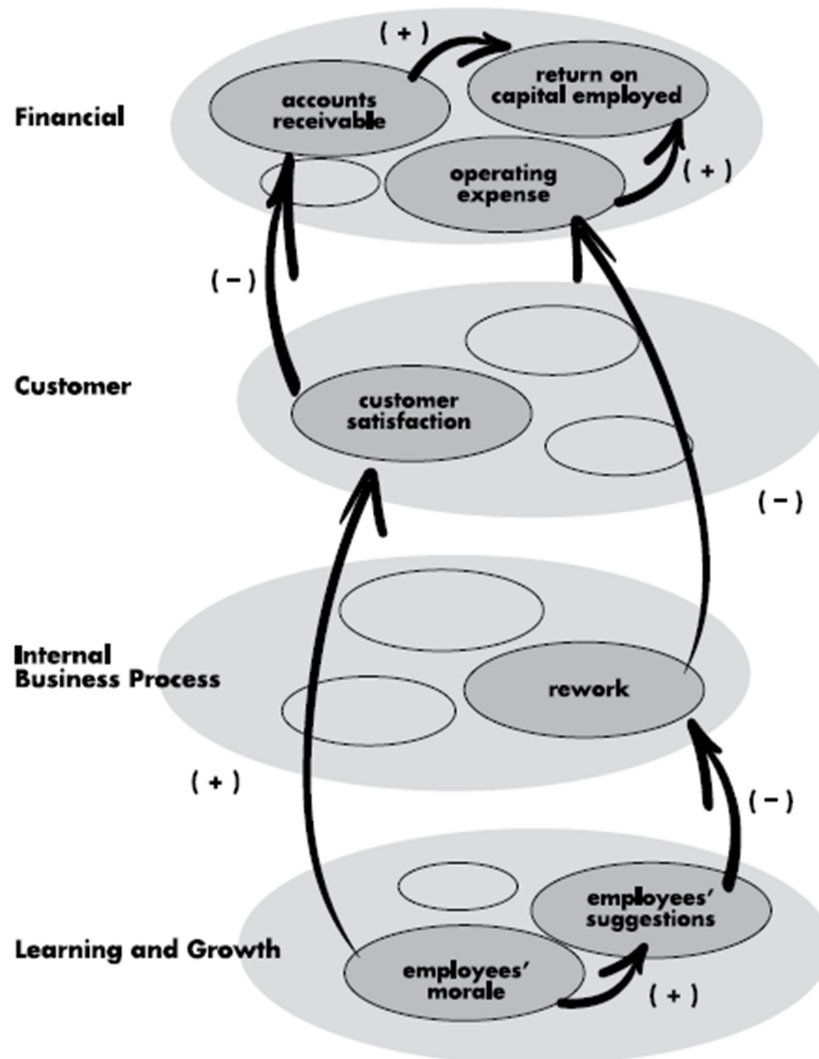 ( + )
Financial
accounts
receivable
return on
capital employed
operating
expense
( + )
( − )
Customer
customer
satisfaction
( − )
Internal
Business Process
rework
( + )
( − )
Learning and Growth
employees’
suggestions
employees’
morale
( + )